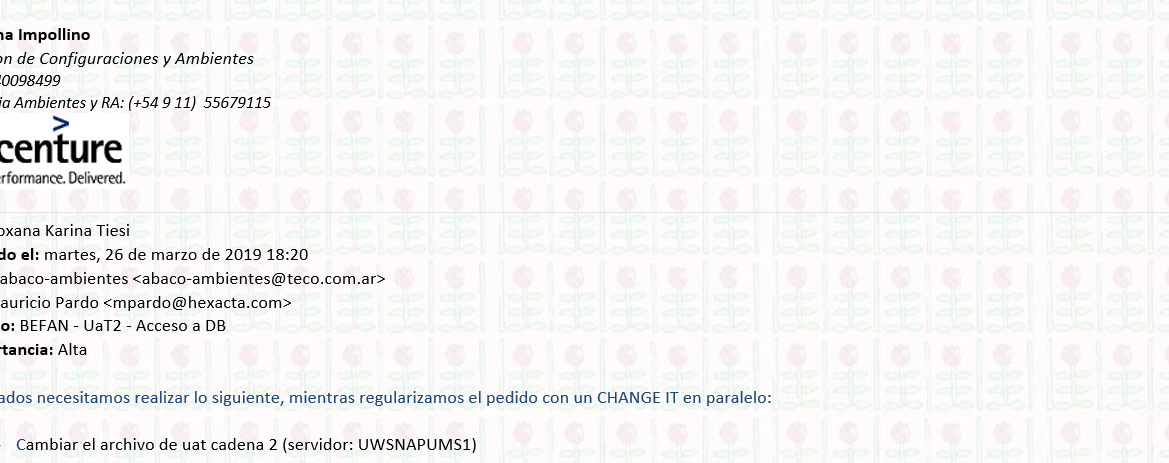 na Impollino
on de Configuraciones y Ambientes
40098499
ia Ambientes y RA: (+54 9 11) 55679115
>
centure
erformance. Delivered.
oxana Karina Tiesi
do el: martes, 26 de marzo de 2019 18:20
abaco-ambientes <abaco-ambientes@teco.com.ar>
auricio Pardo <mpardo@hexacta.com>
o: BEFAN - UaT2 - Acceso a DB
rtancia: Alta
ados necesitamos realizar lo siguiente, mientras regularizamos el pedido con un CHANGE IT en paralelo:
- Cambiar el archivo de uat cadena 2 (servidor: UWSNAPUMS1)